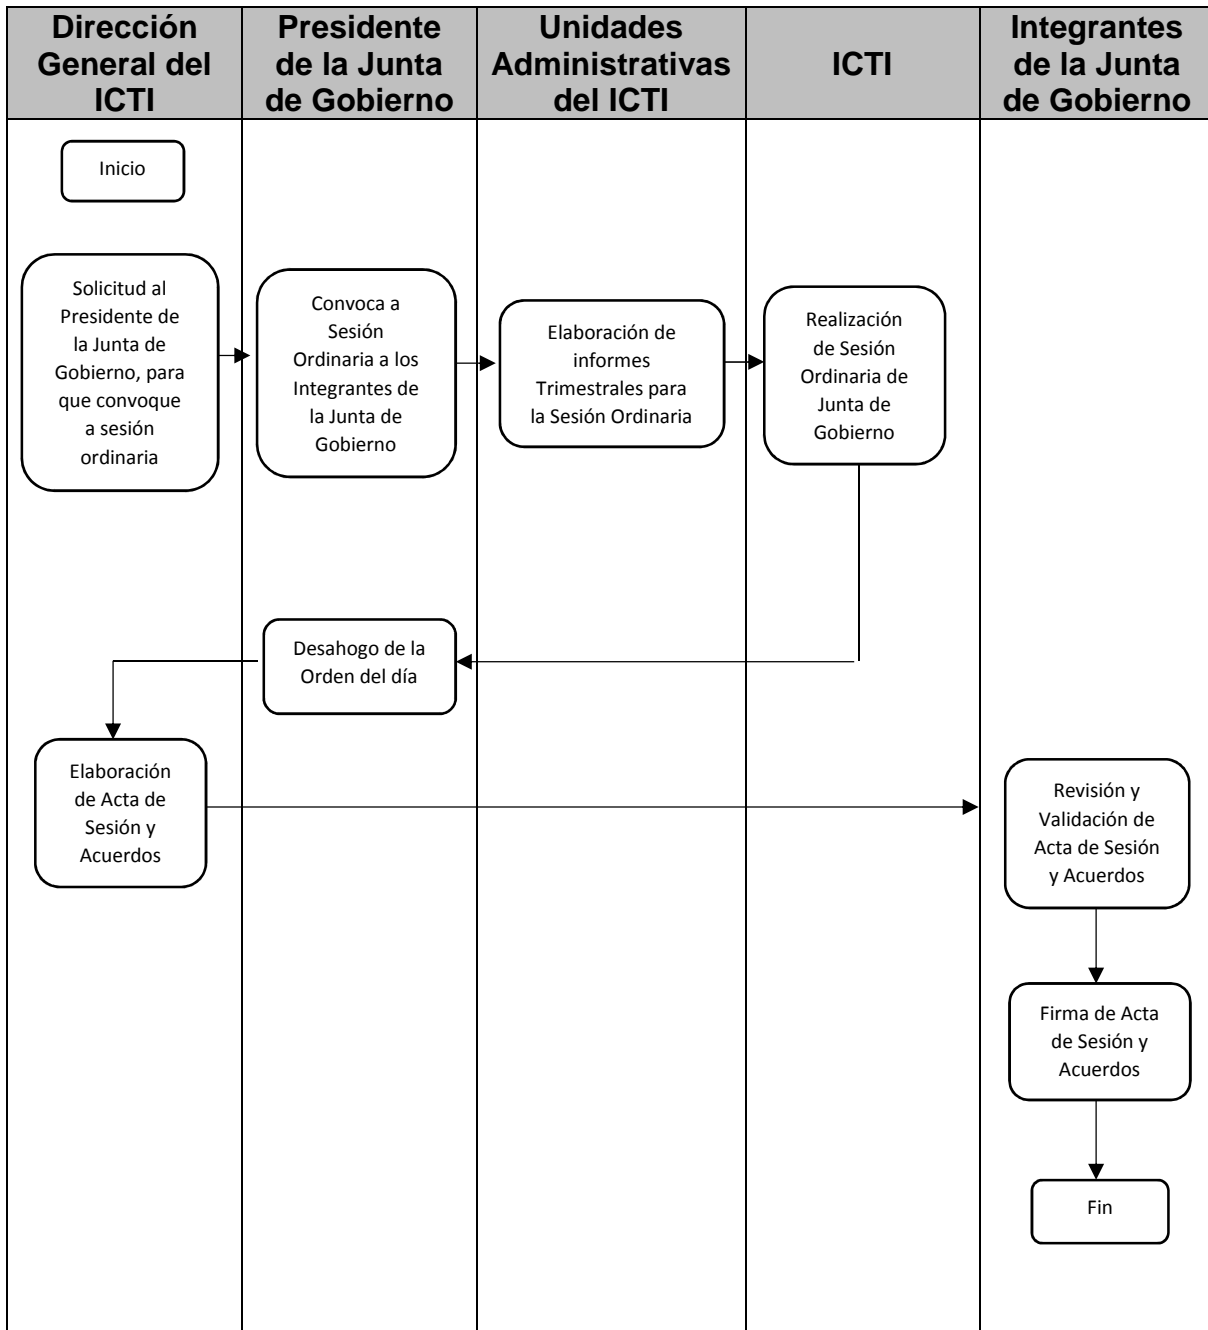 Dirección
General del
ICTI
Presidente
de la Junta
de Gobierno
Unidades
Administrativas
del ICTI
ICTI
Integrantes
de la Junta
de Gobierno
Inicio
Solicitud al
Presidente de
la Junta de
Gobierno, para
que convoque
a sesión
ordinaria
Convoca a
Sesión
Ordinaria a los
Integrantes de
la Junta de
Gobierno
Elaboración de
informes
Trimestrales para
la Sesión Ordinaria
Realización
de Sesión
Ordinaria de
Junta de
Gobierno
Desahogo de la
Orden del día
Elaboración
de Acta de
Sesión y
Acuerdos
Revisión y
Validación de
Acta de Sesión
y Acuerdos
Firma de Acta
de Sesión y
Acuerdos
Fin